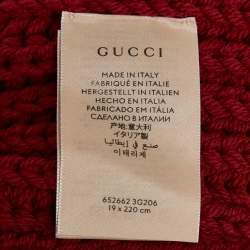 GUCCI
MADE IN ITALY
FABRIQUÉ EN ITALIE
HERGESTELLT IN ITALIEN
HECHO EN ITALIA
FABRICADO EM ITÁLIA
СДЕЛАНО В ИТАЛИИ
产地: 意大利
イタリア製
صنع في إيطاليا
이태리제
652662 3G206
19 x 220 cm